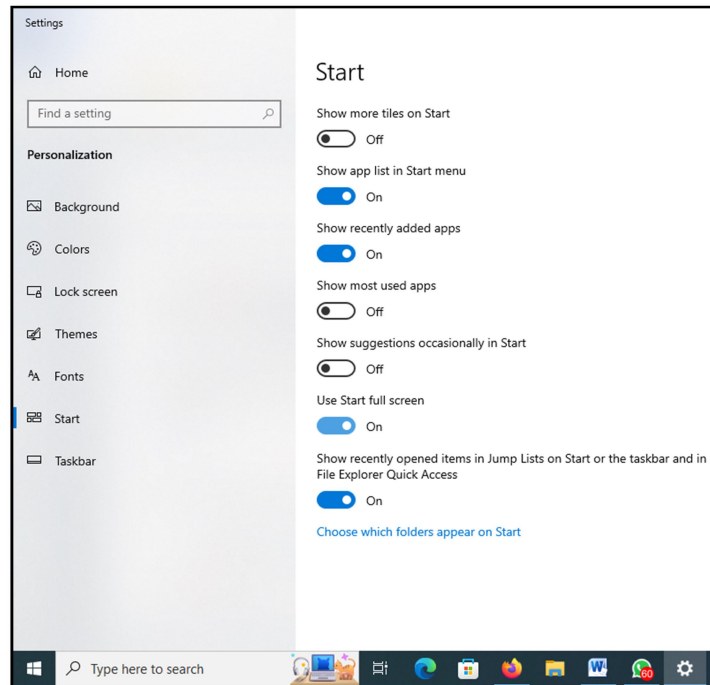 Settings
Home
Find a setting
Personalization
Background
Colors
Lock screen
Themes
Fonts
Start
Taskbar
Start
Show more tiles on Start
Off
Show app list in Start menu
On
Show recently added apps
On
Show most used apps
Off
Show suggestions occasionally in Start
Off
Use Start full screen
On
Show recently opened items in Jump Lists on Start or the taskbar and in
File Explorer Quick Access
On
Choose which folders appear on Start
Type here to search
60